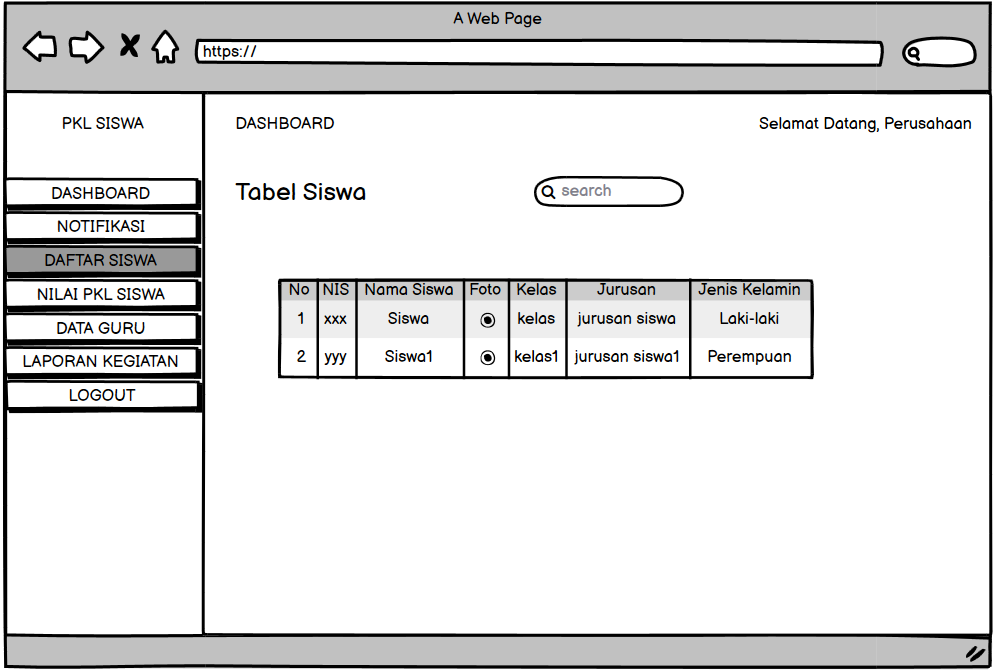 A Web Page
https://
PKL SISWA
DASHBOARD
NOTIFIKASI
DAFTAR SISWA
NILAI PKL SISWA
DATA GURU
LAPORAN KEGIATAN
LOGOUT
DASHBOARD
Selamat Datang, Perusahaan
Tabel Siswa
search
No NIS Nama Siswa Foto Kelas Jurusan Jenis Kelamin
1 xxx Siswa kelas jurusan siswa Laki-laki
2 yyy Siswa1 kelas1 jurusan siswa1 Perempuan